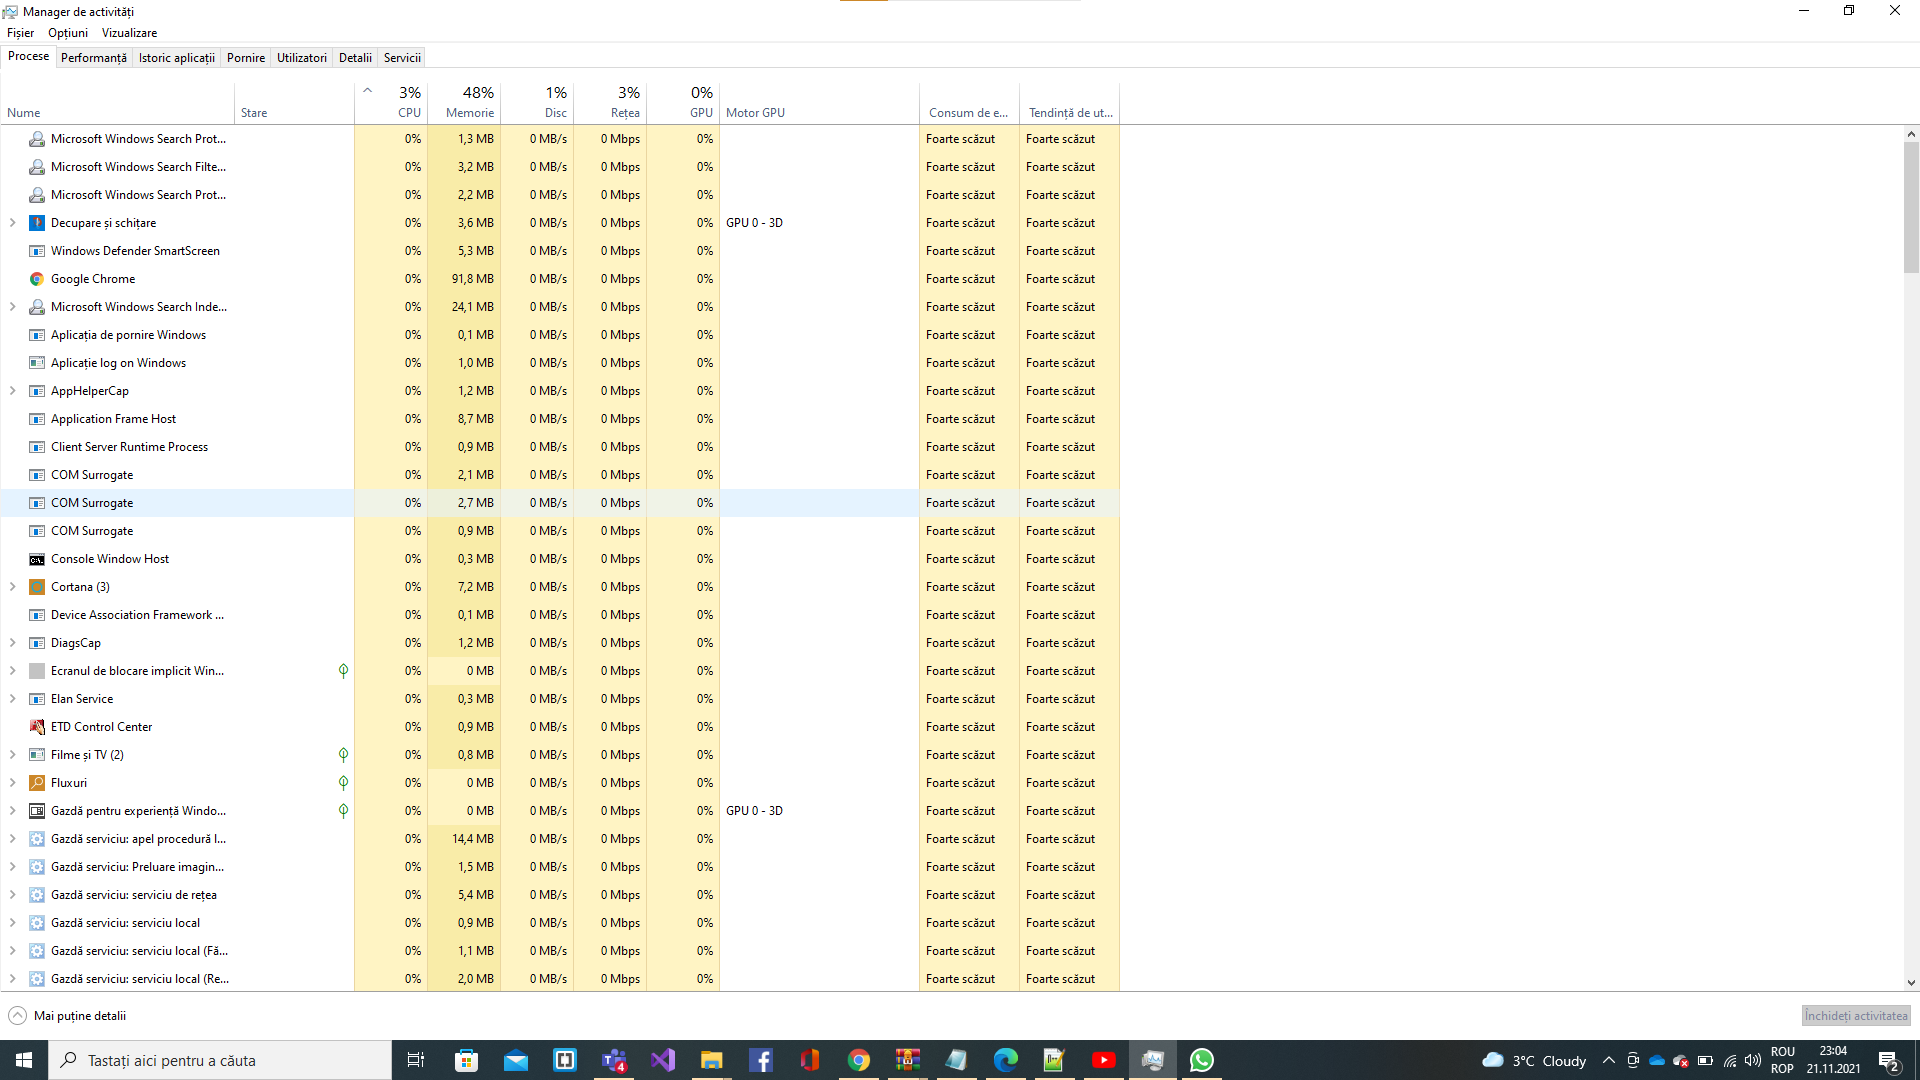 Manager de activități
Fișier Opțiuni Vizualizare
Procese Performanță Istoric aplicații Pornire Utilizatori Detalii Servicii
3% 48% 1% 3% 0%
Nume Stare CPU Memorie Disc Rețea GPU Motor GPU Consum de e... Tendință de ut...
Microsoft Windows Search Prot... 0% 1,3 MB 0 MB/s 0 Mbps 0% Foarte scăzut Foarte scăzut
Microsoft Windows Search Filte... 0% 3,2 MB 0 MB/s 0 Mbps 0% Foarte scăzut Foarte scăzut
Microsoft Windows Search Prot... 0% 2,2 MB 0 MB/s 0 Mbps 0% Foarte scăzut Foarte scăzut
Decupare și schițare 0% 3,6 MB 0 MB/s 0 Mbps 0% GPU 0 - 3D Foarte scăzut Foarte scăzut
Windows Defender SmartScreen 0% 5,3 MB 0 MB/s 0 Mbps 0% Foarte scăzut Foarte scăzut
Google Chrome 0% 91,8 MB 0 MB/s 0 Mbps 0% Foarte scăzut Foarte scăzut
Microsoft Windows Search Inde... 0% 24,1 MB 0 MB/s 0 Mbps 0% Foarte scăzut Foarte scăzut
Aplicația de pornire Windows 0% 0,1 MB 0 MB/s 0 Mbps 0% Foarte scăzut Foarte scăzut
Aplicație log on Windows 0% 1,0 MB 0 MB/s 0 Mbps 0% Foarte scăzut Foarte scăzut
AppHelperCap 0% 1,2 MB 0 MB/s 0 Mbps 0% Foarte scăzut Foarte scăzut
Application Frame Host 0% 8,7 MB 0 MB/s 0 Mbps 0% Foarte scăzut Foarte scăzut
Client Server Runtime Process 0% 0,9 MB 0 MB/s 0 Mbps 0% Foarte scăzut Foarte scăzut
COM Surrogate 0% 2,1 MB 0 MB/s 0 Mbps 0% Foarte scăzut Foarte scăzut
COM Surrogate 0% 2,7 MB 0 MB/s 0 Mbps 0% Foarte scăzut Foarte scăzut
COM Surrogate 0% 0,9 MB 0 MB/s 0 Mbps 0% Foarte scăzut Foarte scăzut
Console Window Host 0% 0,3 MB 0 MB/s 0 Mbps 0% Foarte scăzut Foarte scăzut
Cortana (3) 0% 7,2 MB 0 MB/s 0 Mbps 0% Foarte scăzut Foarte scăzut
Device Association Framework ... 0% 0,1 MB 0 MB/s 0 Mbps 0% Foarte scăzut Foarte scăzut
DiagsCap 0% 1,2 MB 0 MB/s 0 Mbps 0% Foarte scăzut Foarte scăzut
Ecranul de blocare implicit Win... 0% 0 MB 0 MB/s 0 Mbps 0% Foarte scăzut Foarte scăzut
Elan Service 0% 0,3 MB 0 MB/s 0 Mbps 0% Foarte scăzut Foarte scăzut
ETD Control Center 0% 0,9 MB 0 MB/s 0 Mbps 0% Foarte scăzut Foarte scăzut
Filme și TV (2) 0% 0,8 MB 0 MB/s 0 Mbps 0% Foarte scăzut Foarte scăzut
Fluxuri 0% 0 MB 0 MB/s 0 Mbps 0% Foarte scăzut Foarte scăzut
Gazdă pentru experiență Windo... 0% 0 MB 0 MB/s 0 Mbps 0% GPU 0 - 3D Foarte scăzut Foarte scăzut
Gazdă serviciu: apel procedură l... 0% 14,4 MB 0 MB/s 0 Mbps 0% Foarte scăzut Foarte scăzut
Gazdă serviciu: Preluare imagin... 0% 1,5 MB 0 MB/s 0 Mbps 0% Foarte scăzut Foarte scăzut
Gazdă serviciu: serviciu de rețea 0% 5,4 MB 0 MB/s 0 Mbps 0% Foarte scăzut Foarte scăzut
Gazdă serviciu: serviciu local 0% 0,9 MB 0 MB/s 0 Mbps 0% Foarte scăzut Foarte scăzut
Gazdă serviciu: serviciu local (Fă... 0% 1,1 MB 0 MB/s 0 Mbps 0% Foarte scăzut Foarte scăzut
Gazdă serviciu: serviciu local (Re... 0% 2,0 MB 0 MB/s 0 Mbps 0% Foarte scăzut Foarte scăzut
Mai puține detalii Închideți activitatea
Tastați aici pentru a căuta 4 3°C Cloudy ROU 23:04
ROP 21.11.2021 2